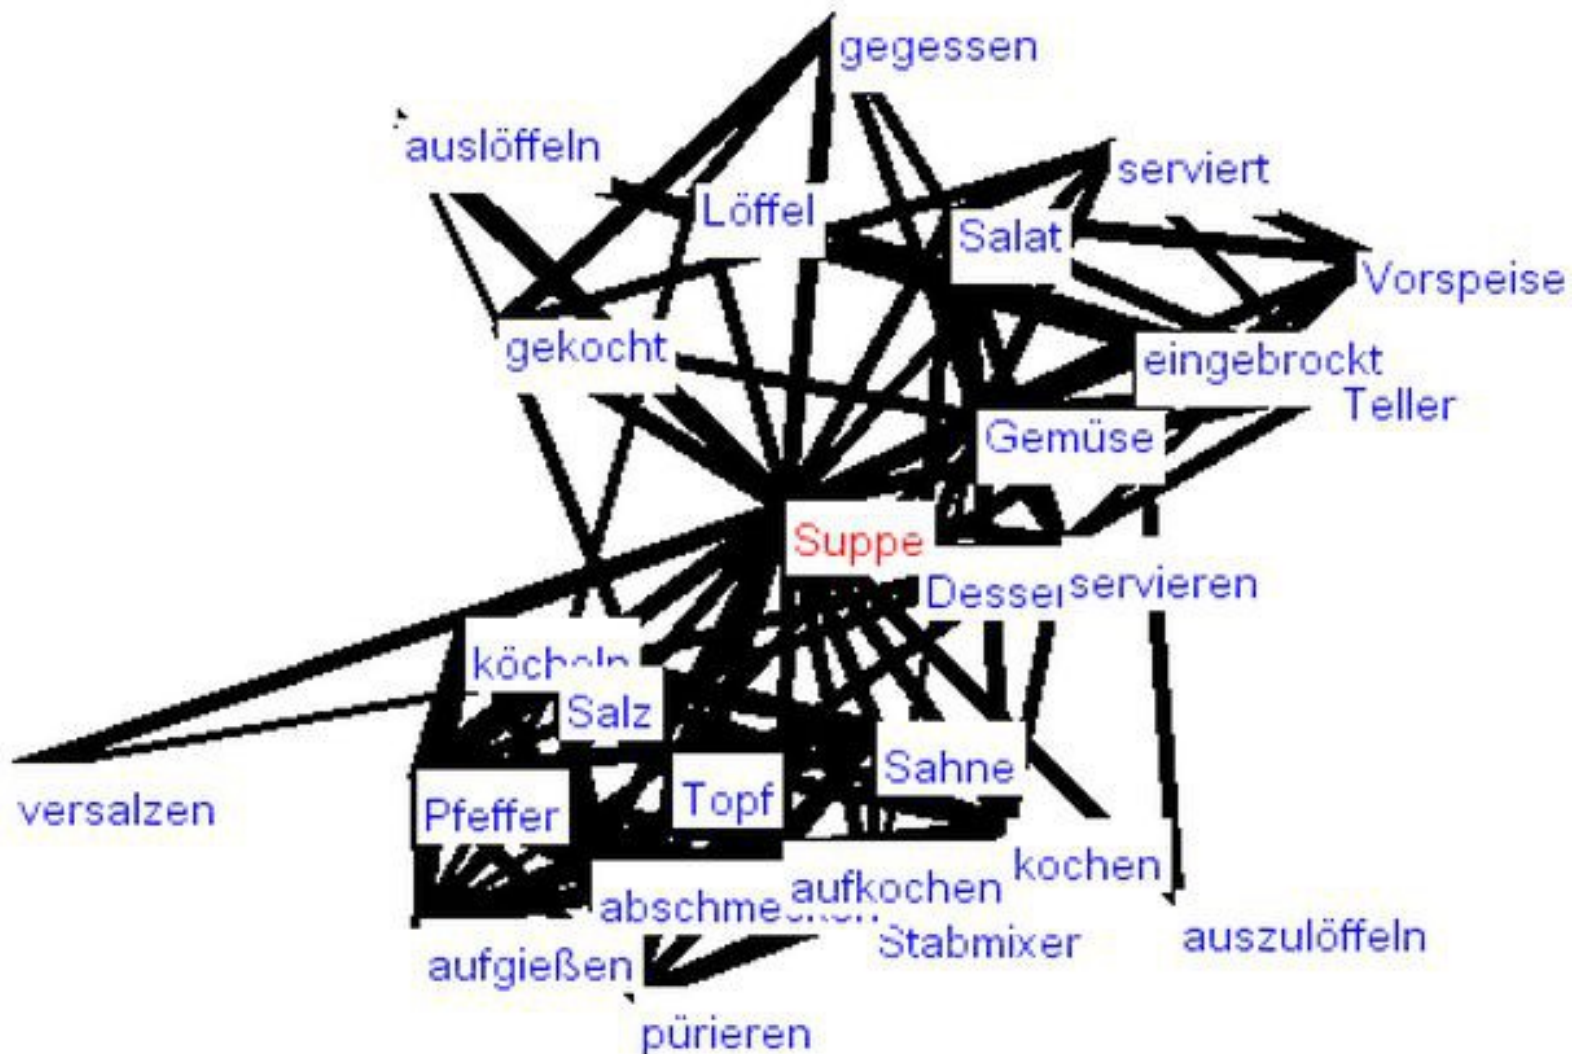 gegessen
auslöffeln
serviert
Löffel
Salat
Vorspeise
gekocht
eingebrockt
Teller
Gemüse
Suppe
servieren
Salz
Sahne
Topf
versalzen
Pfeffer
kochen
aufkochen
auszulöffeln
Stabmixer
aufgießen
pürieren